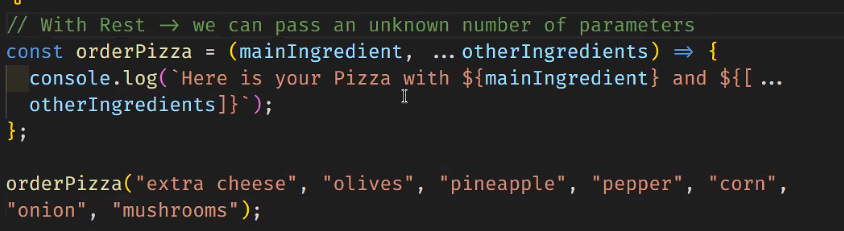 // With Rest -> we can pass an unknown number of parameters
const orderPizza = (mainIngredient, ...otherIngredients) => {
console.log(`Here is your Pizza with ${mainIngredient} and ${[...
otherIngredients]}`);
};
orderPizza("extra cheese", "olives", "pineapple", "pepper", "corn",
"onion", "mushrooms");